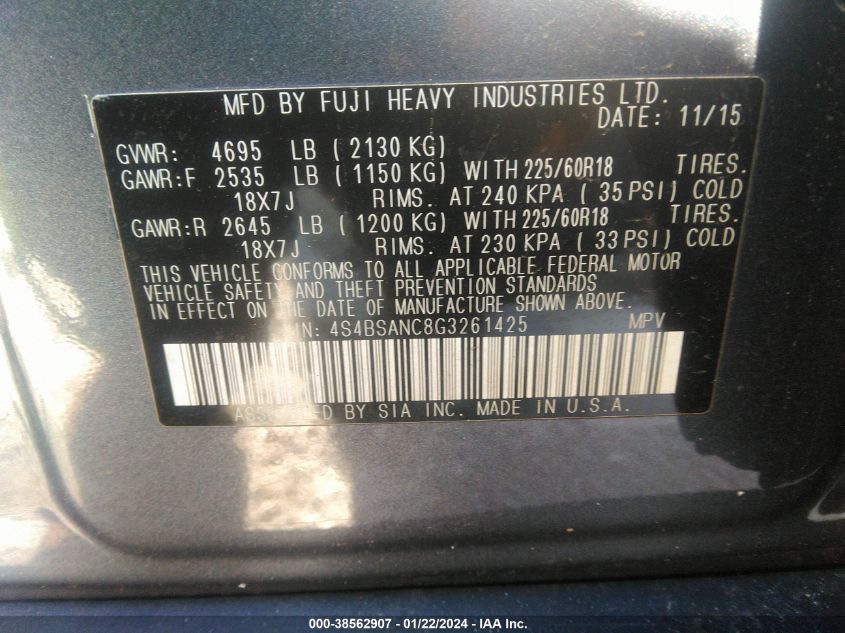 MFD BY FUJI HEAVY INDUSTRIES LTD.
DATE: 11/15
GVWR: 4695 LB ( 2130 KG)
GAWR:F 2535 LB ( 1150 KG) WITH 225/60R18 TIRES.
18X7J RIMS. AT 240 KPA ( 35 PSI) COLD
GAWR:R 2645 LB ( 1200 KG) WITH 225/60R18 TIRES.
18X7J RIMS. AT 230 KPA ( 33 PSI) COLD
THIS VEHICLE CONFORMS TO ALL APPLICABLE FEDERAL MOTOR
VEHICLE SAFETY AND THEFT PREVENTION STANDARDS
IN EFFECT ON THE DATE OF MANUFACTURE SHOWN ABOVE.
4S4BSANC8G3261425 MPV
BY SIA INC. MADE IN U.S.A.
000-38562907 - 01/22/2024 - IAA Inc.